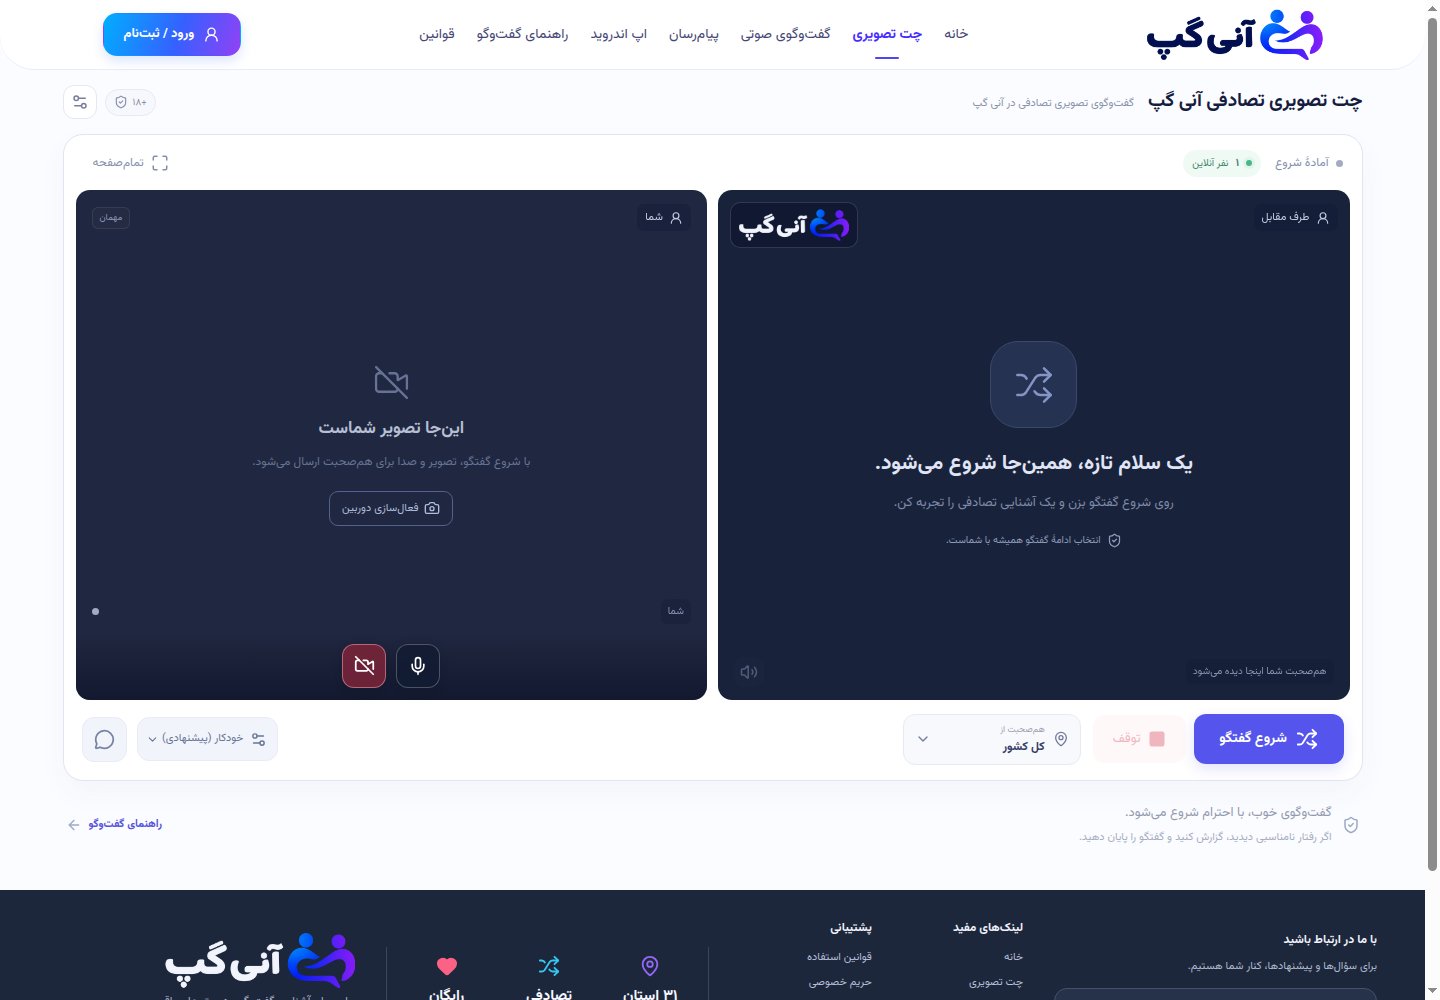 آنی گپ
خانه
چت تصویری
گفت‌وگوی صوتی
پیام‌رسان
اپ اندروید
راهنمای گفت‌وگو
قوانین
ورود / ثبت‌نام
چت تصویری تصادفی آنی گپ
گفت‌وگوی تصویری تصادفی در آنی گپ
+۱۸
آمادهٔ شروع
۱ نفر آنلاین
تمام‌صفحه
طرف مقابل
آنی گپ
یک سلام تازه، همین‌جا شروع می‌شود.
روی شروع گفتگو بزن و یک آشنایی تصادفی را تجربه کن.
انتخاب ادامهٔ گفتگو همیشه با شماست.
هم‌صحبت شما اینجا دیده می‌شود
شما
مهمان
این‌جا تصویر شماست
با شروع گفتگو، تصویر و صدا برای هم‌صحبت ارسال می‌شود.
فعال‌سازی دوربین
شما
شروع گفتگو
توقف
هم‌صحبت از
کل کشور
خودکار (پیشنهادی)
گفت‌وگوی خوب، با احترام شروع می‌شود.
اگر رفتار نامناسبی دیدید، گزارش کنید و گفتگو را پایان دهید.
راهنمای گفت‌وگو
با ما در ارتباط باشید
برای سؤال‌ها و پیشنهادها، کنار شما هستیم.
لینک‌های مفید
خانه
چت تصویری
پشتیبانی
قوانین استفاده
حریم خصوصی
۳۱ استان
تصادفی
رایگان
آنی گپ